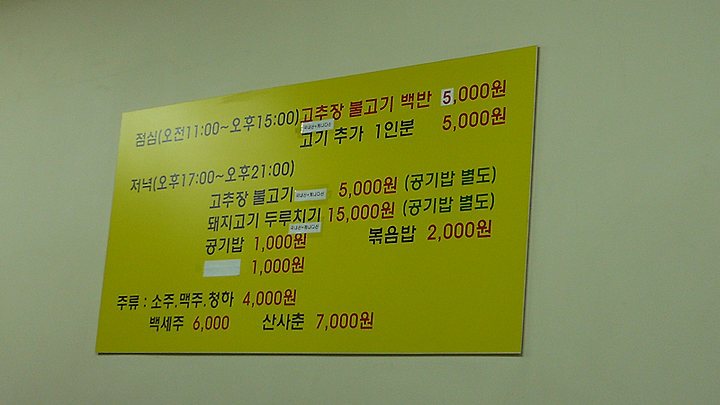 점심(오전11:00~오후15:00)고추장 불고기 백반 5,000원
고기 추가 1인분 5,000원
저녁(오후17:00~오후21:00)
고추장 불고기 5,000원 (공기밥 별도)
돼지고기 두루치기 15,000원 (공기밥 별도)
공기밥 1,000원 볶음밥 2,000원
1,000원
주류 : 소주.맥주.청하 4,000원
백세주 6,000 산사춘 7,000원